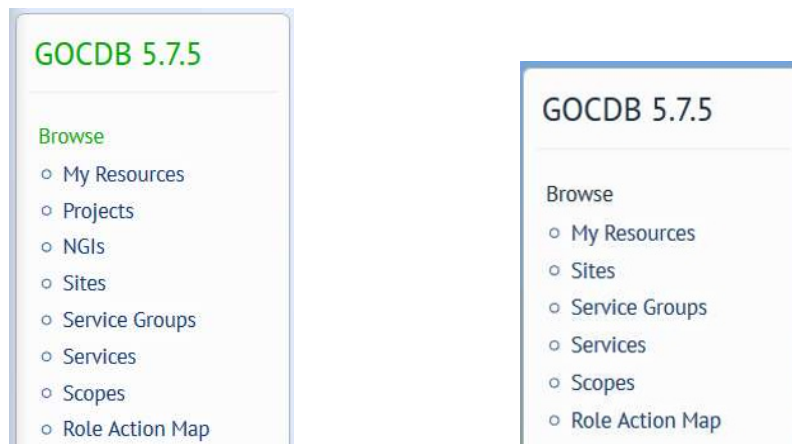 GOCDB 5.7.5
Browse
My Resources
Projects
NGIs
Sites
Service Groups
Services
Scopes
Role Action Map
GOCDB 5.7.5
Browse
My Resources
Sites
Service Groups
Services
Scopes
Role Action Map